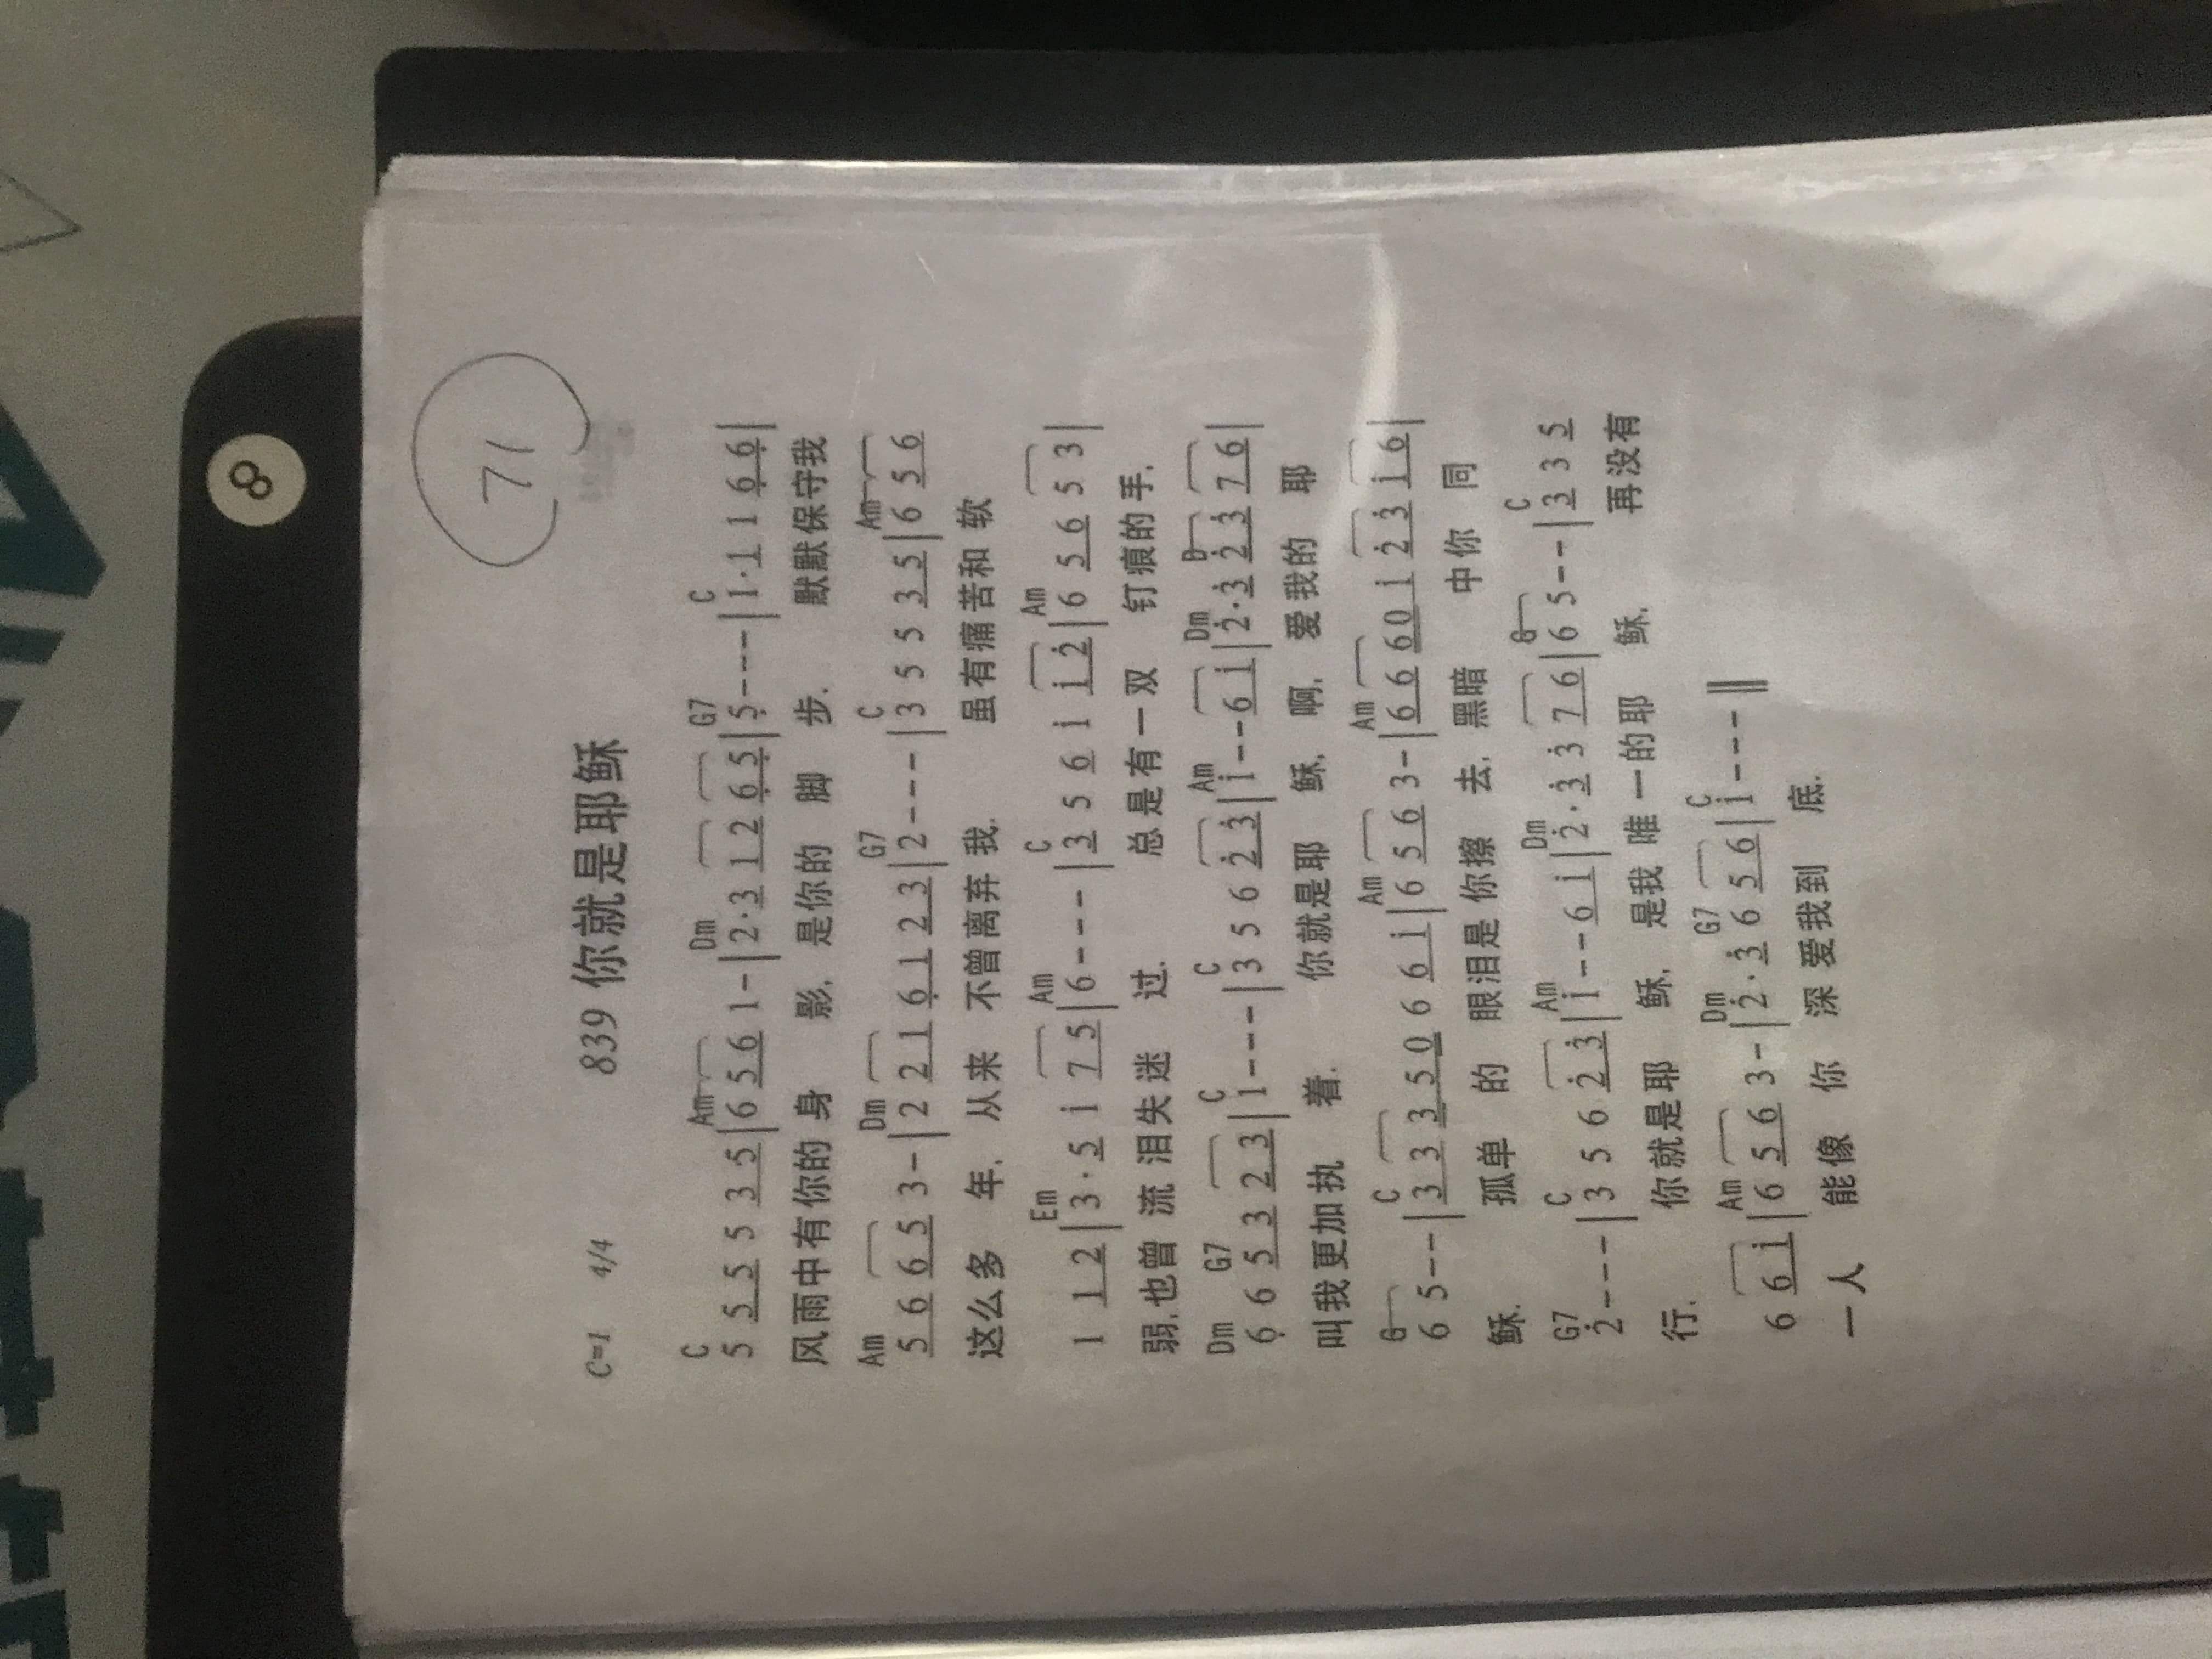 8
71
C=1 4/4 839 你就是耶稣
C Am Dm G7 C
5 5 5 5 3 5|6 5 6 1-|2·3 1 2 6̣ 5̣|5̣---|1·1 1 6̣ 6̣|
风雨中有你的 身 影, 是你的 脚 步. 默默保守我
Am Dm G7 C Am
5 6 6 5 3-|2 2 1 6̣ 1 2 3|2---|3 5 5 3 5|6 5 6
这么多 年, 从来 不曾离弃 我. 虽有痛苦和 软
Em Am C Am
1 1 2|3·5 i 7 5|6---|3 5 6 i i 2̇|6 5 6 5 3|
弱,也曾 流 泪失迷 过. 总是有一双 钉痕的手,
Dm G7 C C Am Dm D
6̣ 6 5 3 2 3|1---|3 5 6 2̇ 3̇|i--6 i|2̇·3̇ 2̇ 3̇ 7 6|
叫我更加执 着. 你就是耶 稣, 啊, 爱我的 耶
G C Am Am
6 5--|3 3 3 5 0 6 6 i|6 5 6 3-|6 6 6 0 i 2̇ 3̇ i 6|
稣. 孤单 的 眼泪是 你擦 去, 黑暗 中你 同
G7 C Am Dm G C
2̇---|3 5 6 2̇ 3̇|i--6 i|2̇·3̇ 3̇ 7 6|6 5--|3 3 5
行. 你就是耶 稣, 是我 唯一的耶 稣, 再没有
Am Dm G7 C
6 6 i|6 5 6 3-|2̇·3̇ 6 5 6|i---‖
一人 能像 你 深 爱我到 底.